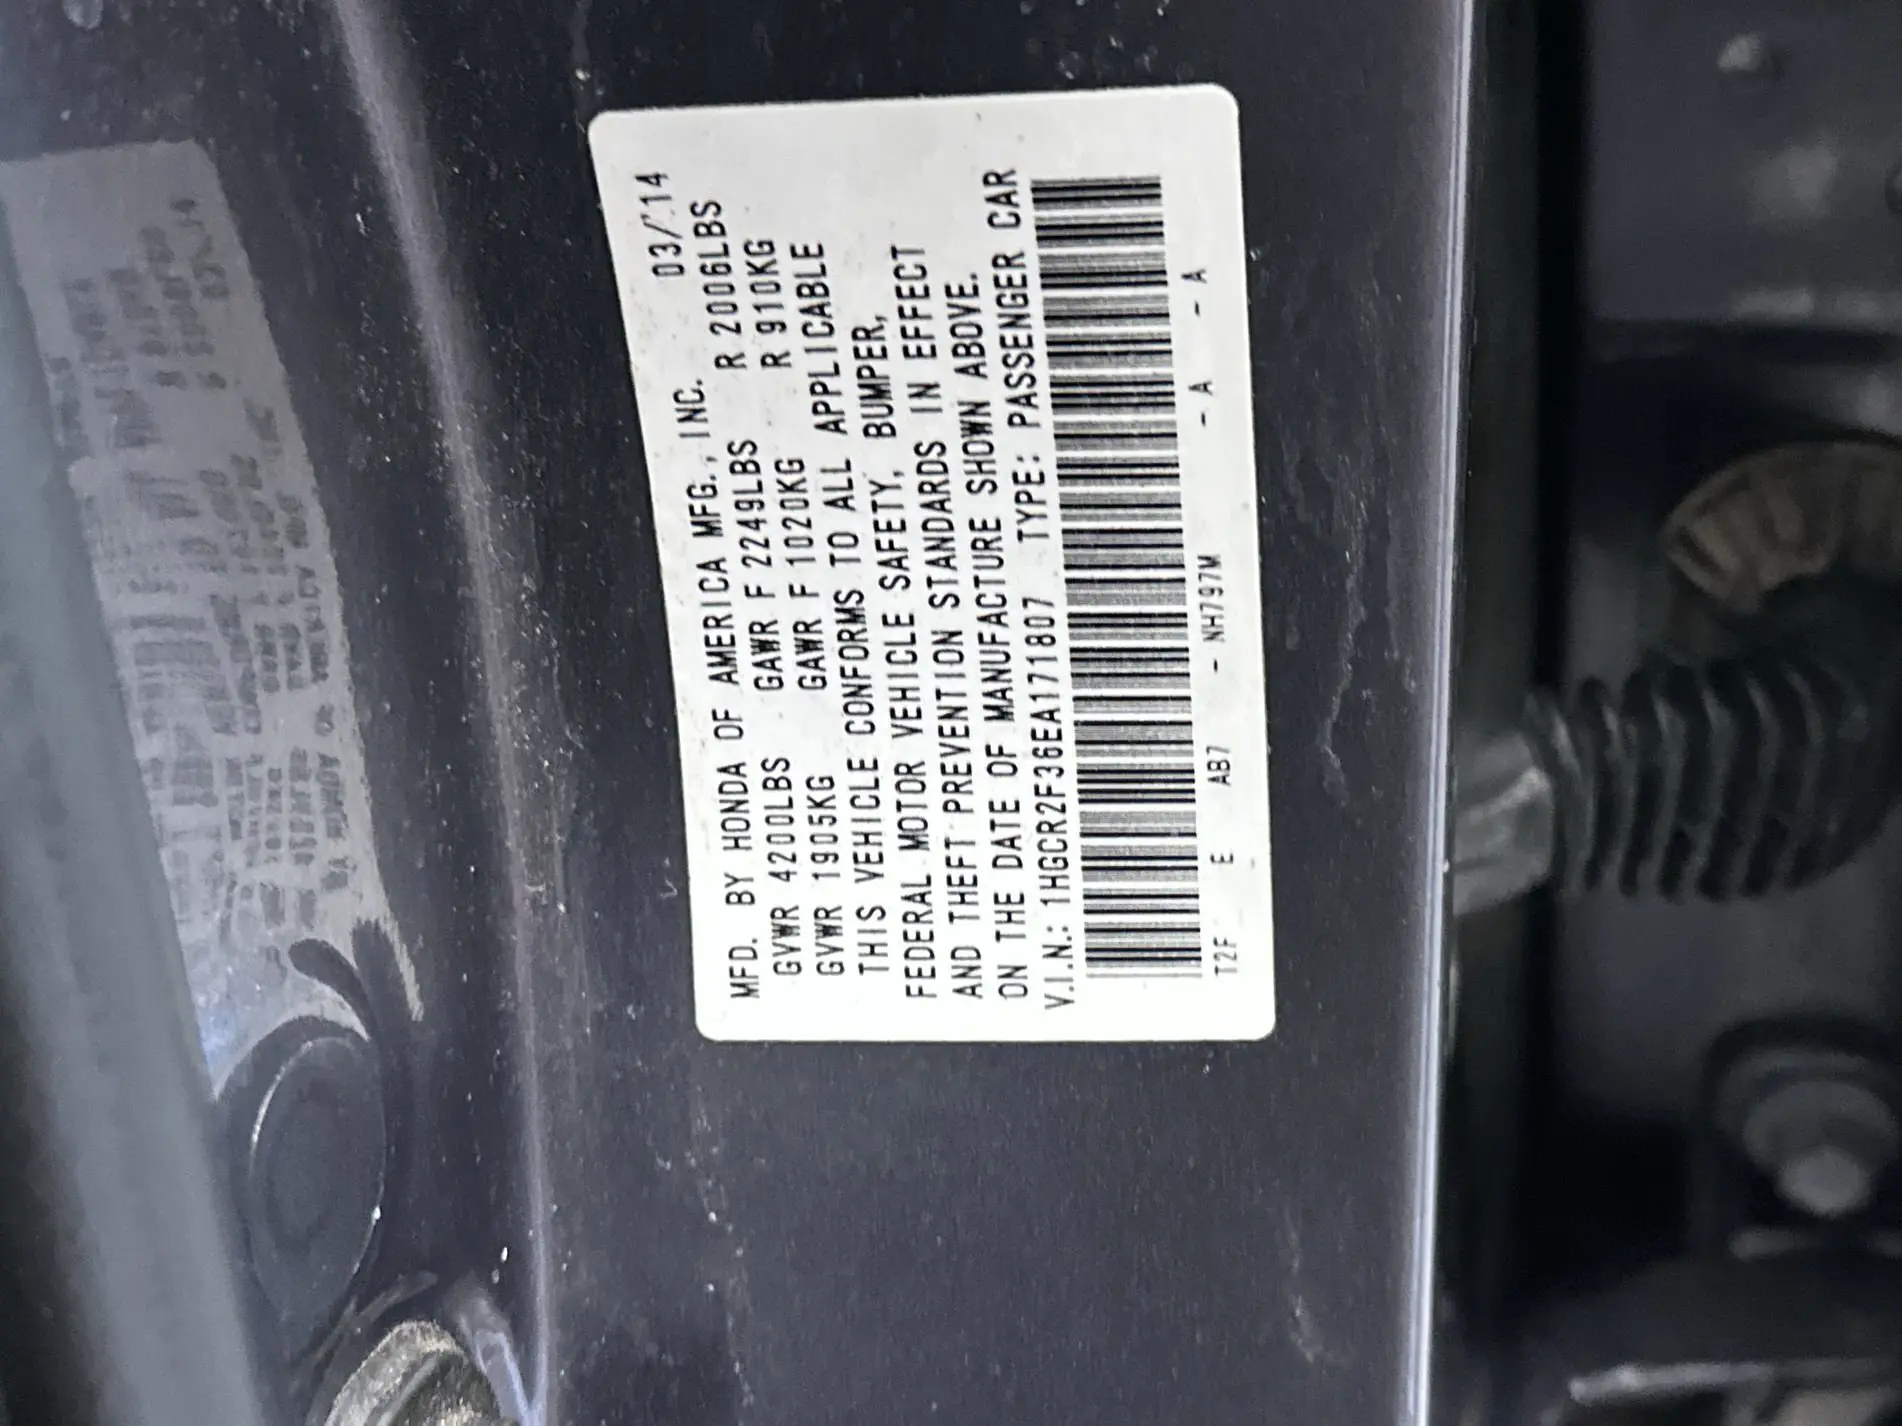 MFD. BY HONDA OF AMERICA MFG., INC. 03/14
GVWR 4200LBS GAWR F 2249LBS R 2006LBS
GVWR 1905KG GAWR F 1020KG R 910KG
THIS VEHICLE CONFORMS TO ALL APPLICABLE
FEDERAL MOTOR VEHICLE SAFETY, BUMPER,
AND THEFT PREVENTION STANDARDS IN EFFECT
ON THE DATE OF MANUFACTURE SHOWN ABOVE.
V.I.N.: 1HGCR2F36EA171807 TYPE: PASSENGER CAR
T2F E AB7 - NH797M - A - A